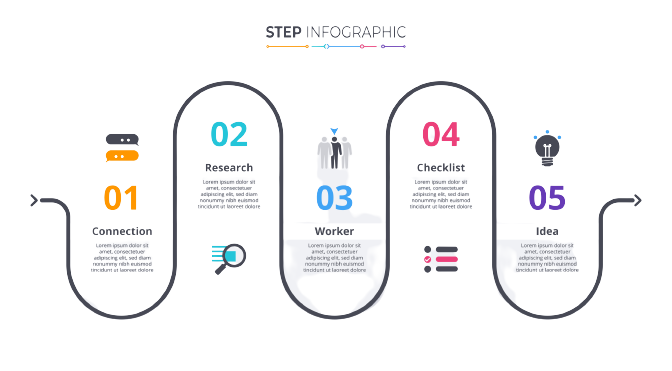 STEP INFOGRAPHIC
01
Connection
Lorem ipsum dolor sit
amet, consectetuer
adipiscing elit, sed diam
nonummy nibh euismod
tincidunt ut laoreet dolore
02
Research
Lorem ipsum dolor sit
amet, consectetuer
adipiscing elit, sed diam
nonummy nibh euismod
tincidunt ut laoreet dolore
03
Worker
Lorem ipsum dolor sit
amet, consectetuer
adipiscing elit, sed diam
nonummy nibh euismod
tincidunt ut laoreet dolore
04
Checklist
Lorem ipsum dolor sit
amet, consectetuer
adipiscing elit, sed diam
nonummy nibh euismod
tincidunt ut laoreet dolore
05
Idea
Lorem ipsum dolor sit
amet, consectetuer
adipiscing elit, sed diam
nonummy nibh euismod
tincidunt ut laoreet dolore